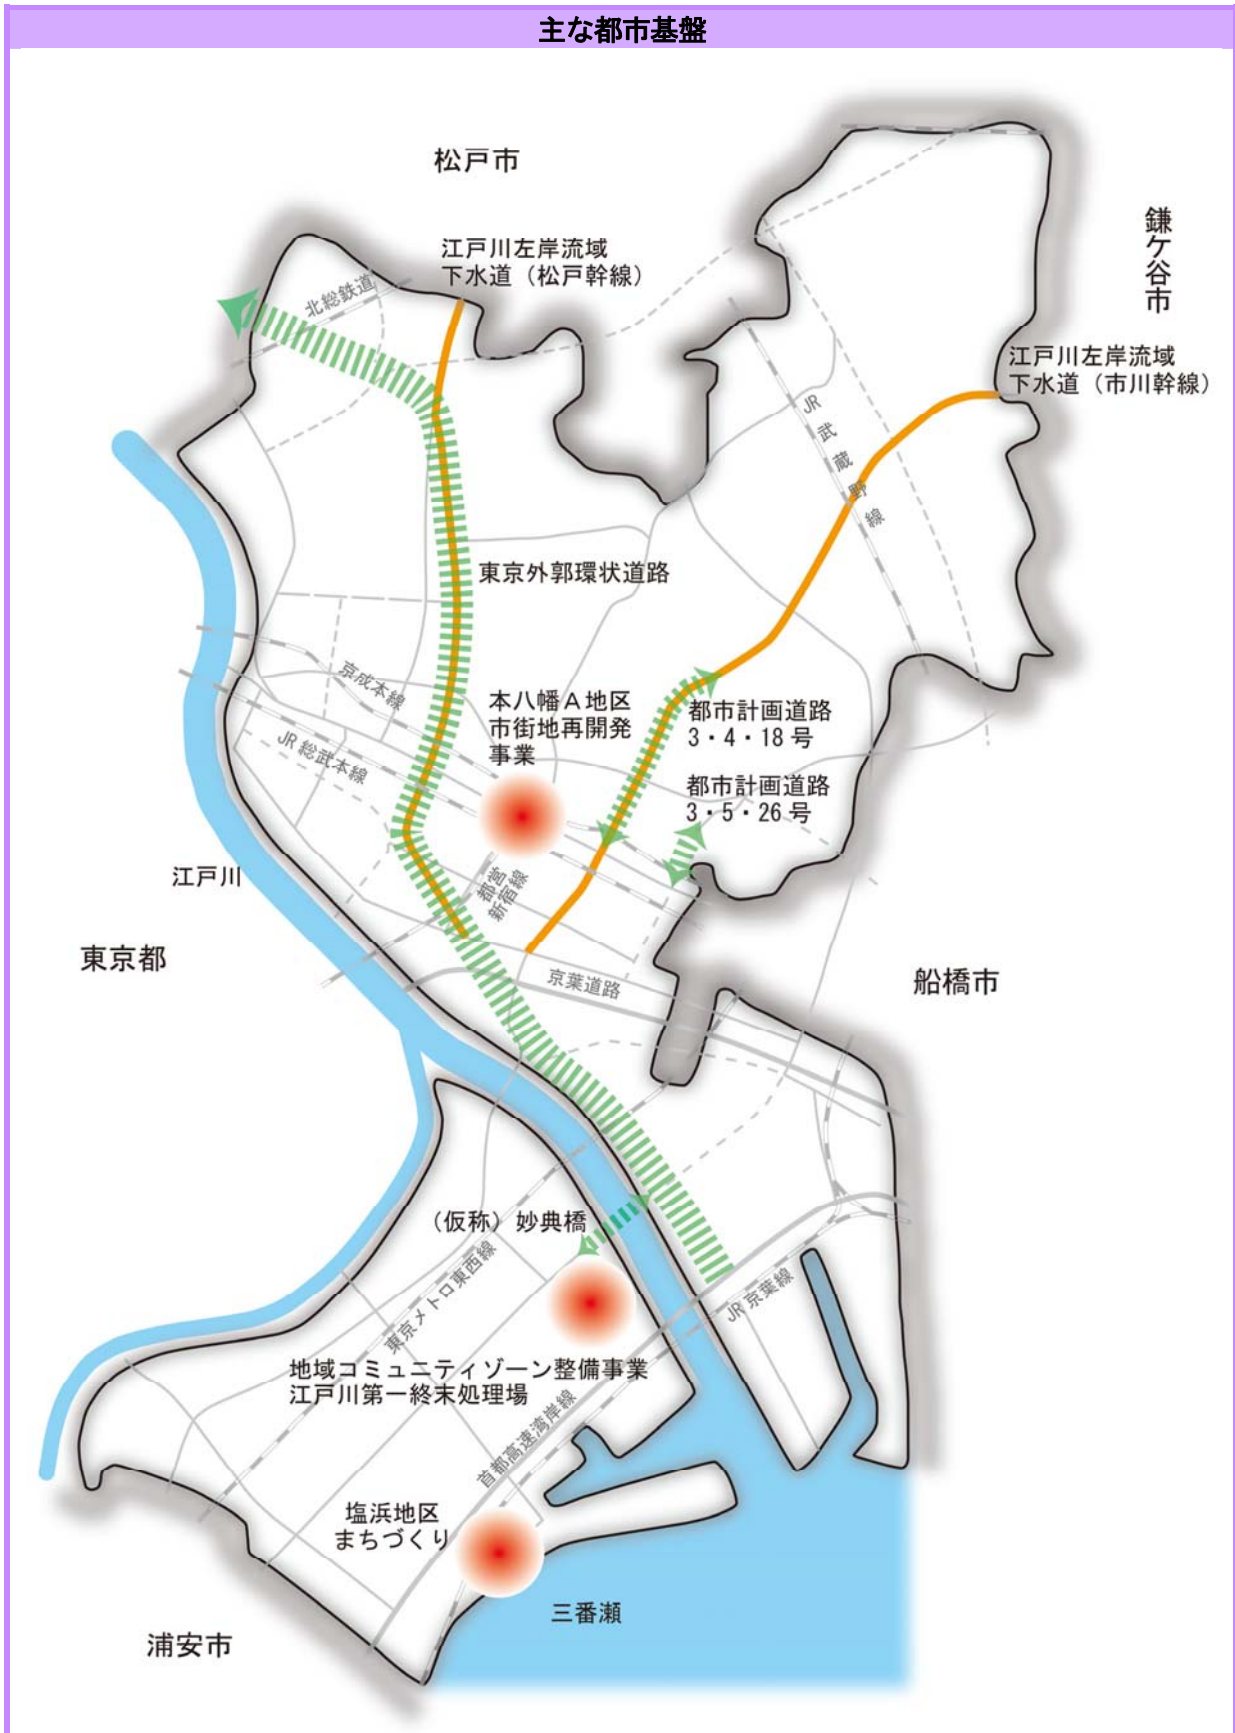 主な都市基盤
松戸市
鎌ケ谷市
江戸川左岸流域
下水道（松戸幹線）
北総鉄道
江戸川左岸流域
下水道（市川幹線）
JR武蔵野線
東京外郭環状道路
京成本線
本八幡Ａ地区
市街地再開発
事業
都市計画道路
3・4・18号
JR総武本線
都市計画道路
3・5・26号
江戸川
都営
新宿線
東京都
船橋市
京葉道路
（仮称）妙典橋
東京メトロ東西線
JR京葉線
地域コミュニティゾーン整備事業
江戸川第一終末処理場
首都高速湾岸線
塩浜地区
まちづくり
三番瀬
浦安市